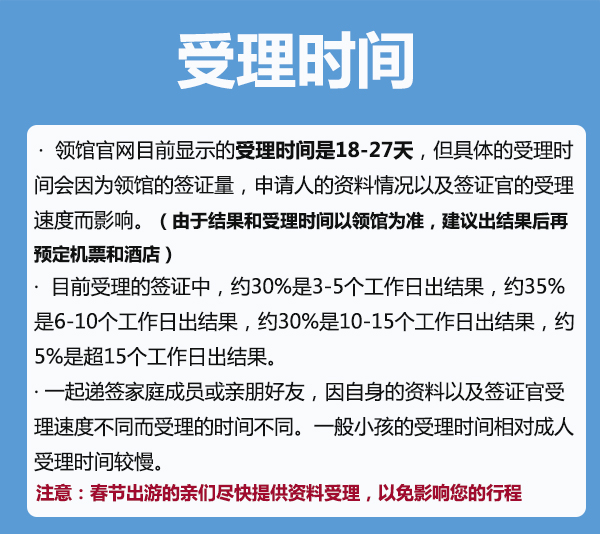 受理时间
· 领馆官网目前显示的受理时间是18-27天，但具体的受理时
间会因为领馆的签证量，申请人的资料情况以及签证官的受理
速度而影响。（由于结果和受理时间以领馆为准，建议出结果后再
预定机票和酒店）
· 目前受理的签证中，约30%是3-5个工作日出结果，约35%
是6-10个工作日出结果，约30%是10-15个工作日出结果，约
5%是超15个工作日出结果。
· 一起递签家庭成员或亲朋好友，因自身的资料以及签证官受
理速度不同而受理的时间不同。一般小孩的受理时间相对成人
受理时间较慢。
注意：春节出游的亲们尽快提供资料受理，以免影响您的行程